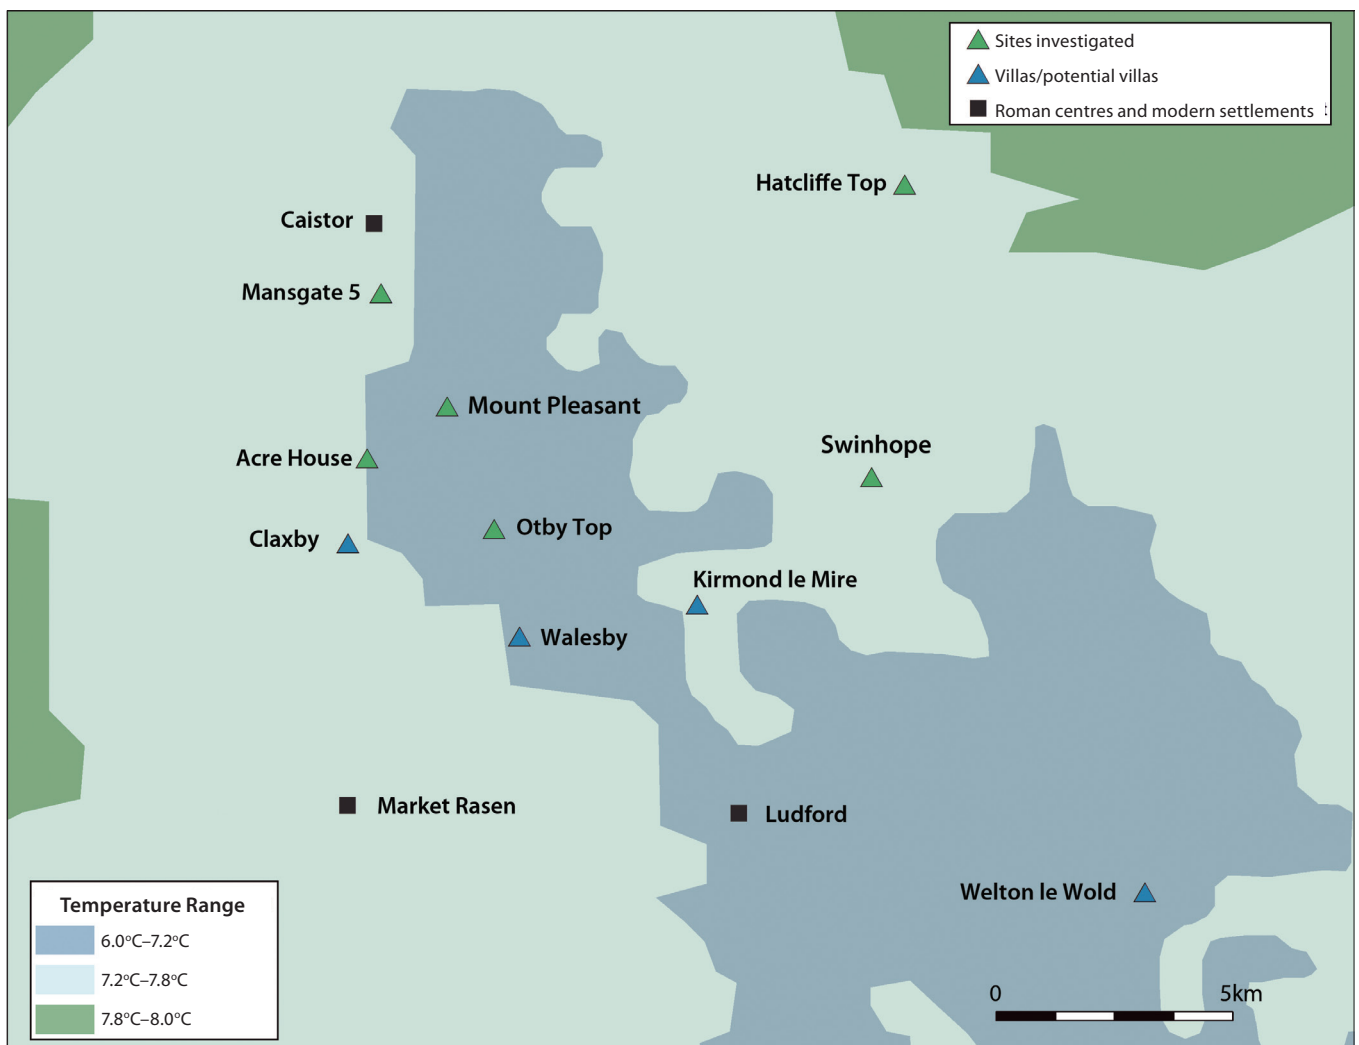 Sites investigated
Villas/potential villas
Roman centres and modern settlements
Hatcliffe Top
Caistor
Mansgate 5
Mount Pleasant
Swinhope
Acre House
Otby Top
Claxby
Kirmond le Mire
Walesby
Market Rasen
Ludford
Welton le Wold
Temperature Range
6.0°C–7.2°C
7.2°C–7.8°C
7.8°C–8.0°C
0 5km